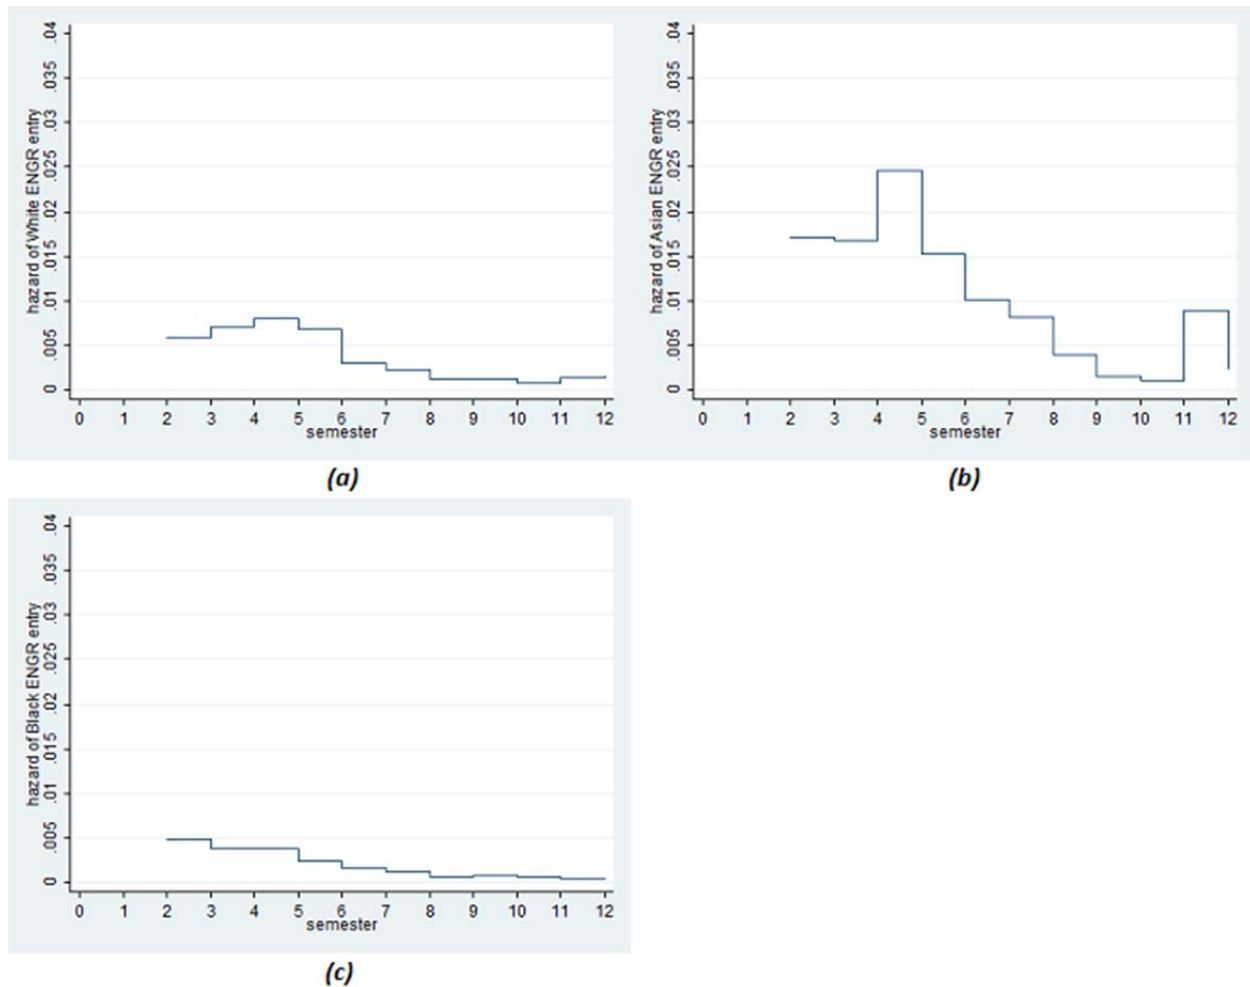 hazard of White ENGR entry
.04
.035
.03
.025
.02
.015
.01
.005
0
0 1 2 3 4 5 6 7 8 9 10 11 12
semester
(a)
hazard of Asian ENGR entry
.04
.035
.03
.025
.02
.015
.01
.005
0
0 1 2 3 4 5 6 7 8 9 10 11 12
semester
(b)
hazard of Black ENGR entry
.04
.035
.03
.025
.02
.015
.01
.005
0
0 1 2 3 4 5 6 7 8 9 10 11 12
semester
(c)